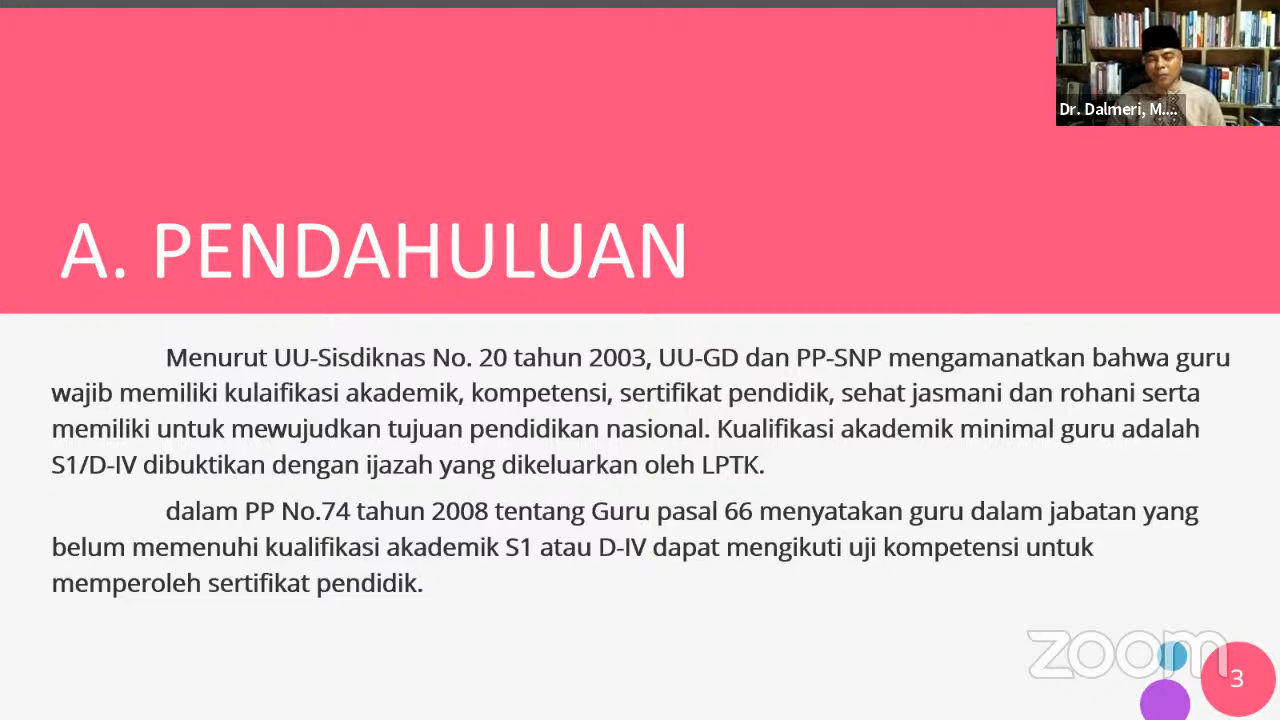 Dr. Dalmeri, M....
A. PENDAHULUAN
Menurut UU-Sisdiknas No. 20 tahun 2003, UU-GD dan PP-SNP mengamanatkan bahwa guru
wajib memiliki kulaifikasi akademik, kompetensi, sertifikat pendidik, sehat jasmani dan rohani serta
memiliki untuk mewujudkan tujuan pendidikan nasional. Kualifikasi akademik minimal guru adalah
S1/D-IV dibuktikan dengan ijazah yang dikeluarkan oleh LPTK.
dalam PP No.74 tahun 2008 tentang Guru pasal 66 menyatakan guru dalam jabatan yang
belum memenuhi kualifikasi akademik S1 atau D-IV dapat mengikuti uji kompetensi untuk
memperoleh sertifikat pendidik.
zoom
3